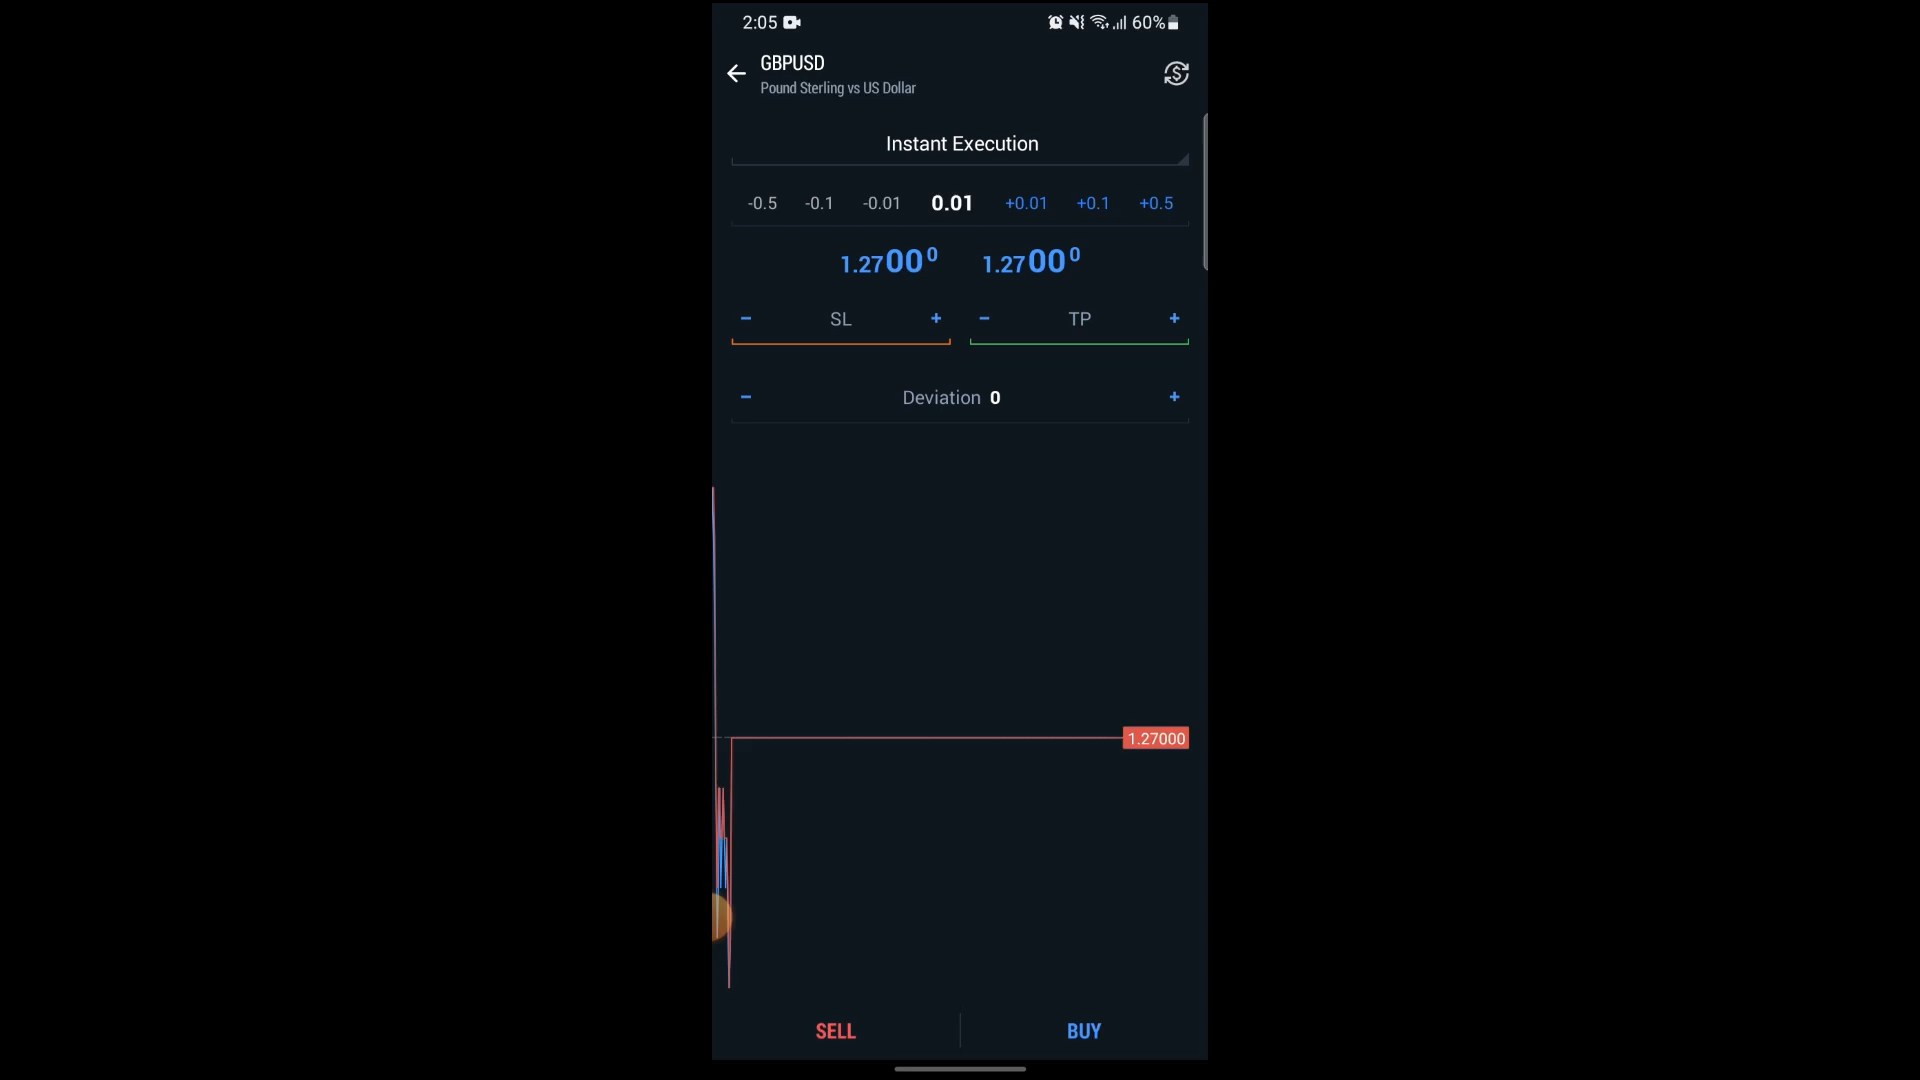 2:05 60%
GBPUSD
Pound Sterling vs US Dollar
Instant Execution
-0.5 -0.1 -0.01 0.01 +0.01 +0.1 +0.5
1.27000 1.27000
- SL + - TP +
- Deviation 0 +
1.27000
SELL BUY